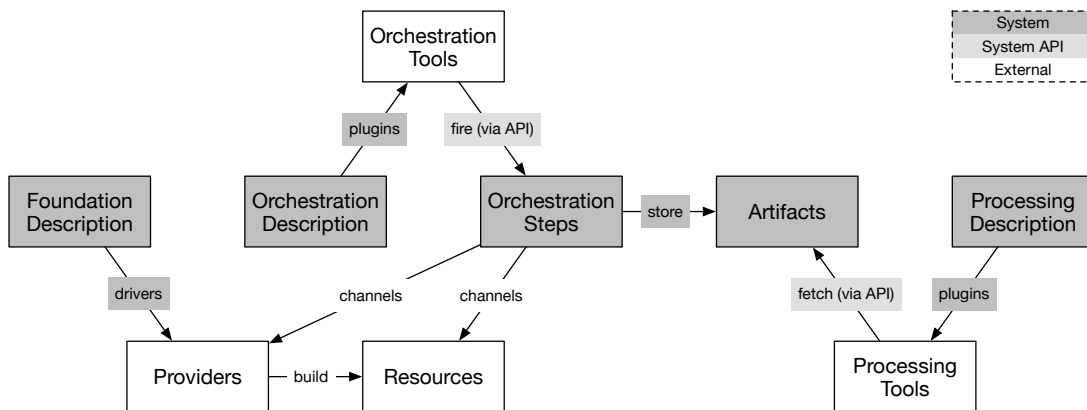 Orchestration
Tools
System
System API
External
plugins
fire (via API)
Foundation
Description
Orchestration
Description
Orchestration
Steps
store
Artifacts
Processing
Description
drivers
channels
channels
fetch (via API)
plugins
Providers
build
Resources
Processing
Tools